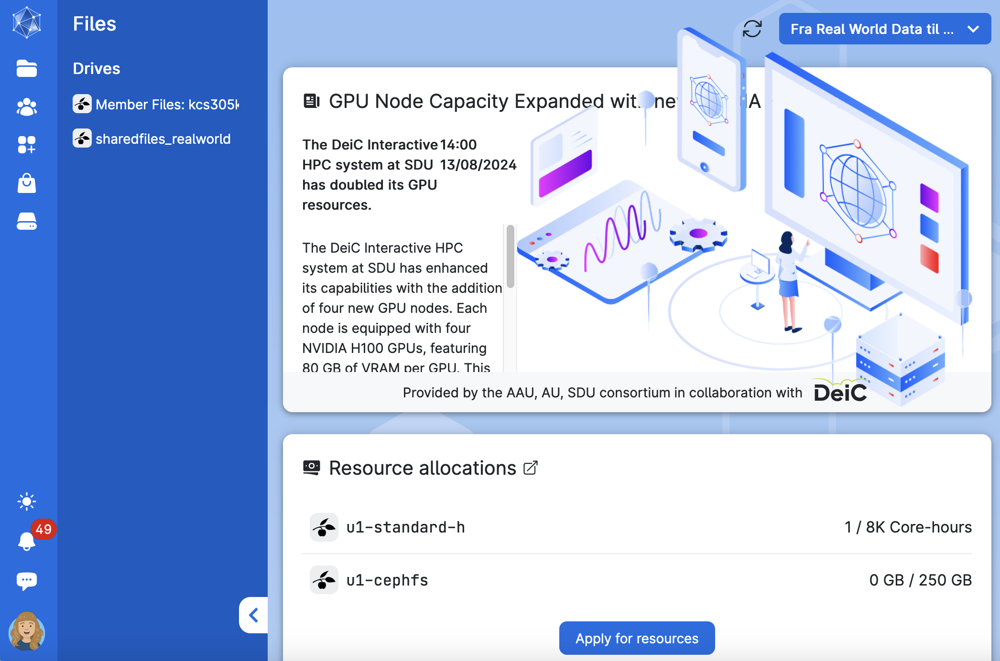 Files
Drives
Member Files: kcs305
sharedfiles_realworld
49
Fra Real World Data til ...
GPU Node Capacity Expanded with
The DeiC Interactive
HPC system at SDU
has doubled its GPU
resources.
14:00
13/08/2024
The DeiC Interactive HPC
system at SDU has enhanced
its capabilities with the addition
of four new GPU nodes. Each
node is equipped with four
NVIDIA H100 GPUs, featuring
80 GB of VRAM per GPU. This
Provided by the AAU, AU, SDU consortium in collaboration with
DeiC
Resource allocations
u1-standard-h
1 / 8K Core-hours
u1-cephfs
0 GB / 250 GB
Apply for resources